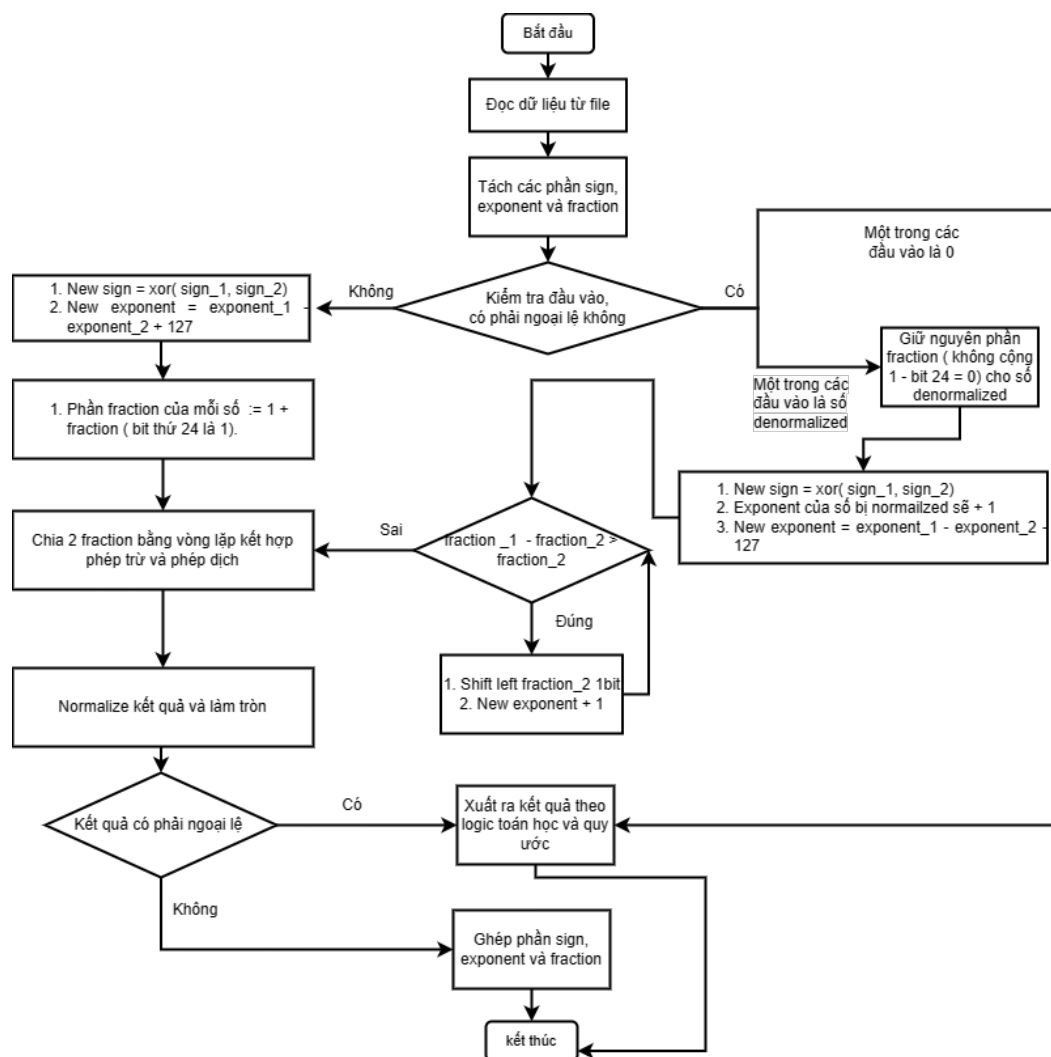 Bắt đầu
Đọc dữ liệu từ file
Tách các phần sign,
exponent và fraction
Một trong các
đầu vào là 0
Kiểm tra đầu vào,
có phải ngoại lệ không
Không
Có
1. New sign = xor( sign_1, sign_2)
2. New exponent = exponent_1 -
exponent_2 + 127
Giữ nguyên phần
fraction ( không cộng
1 - bit 24 = 0) cho số
denormalized
Một trong các
đầu vào là số
denormalized
1. Phần fraction của mỗi số := 1 +
fraction ( bit thứ 24 là 1).
1. New sign = xor( sign_1, sign_2)
2. Exponent của số bị normailzed sẽ + 1
3. New exponent = exponent_1 - exponent_2 -
127
Chia 2 fraction bằng vòng lặp kết hợp
phép trừ và phép dịch
Sai
fraction _1 - fraction_2 >
fraction_2
Đúng
1. Shift left fraction_2 1bit
2. New exponent + 1
Normalize kết quả và làm tròn
Kết quả có phải ngoại lệ
Có
Xuất ra kết quả theo
logic toán học và quy
ước
Không
Ghép phần sign,
exponent và fraction
kết thúc